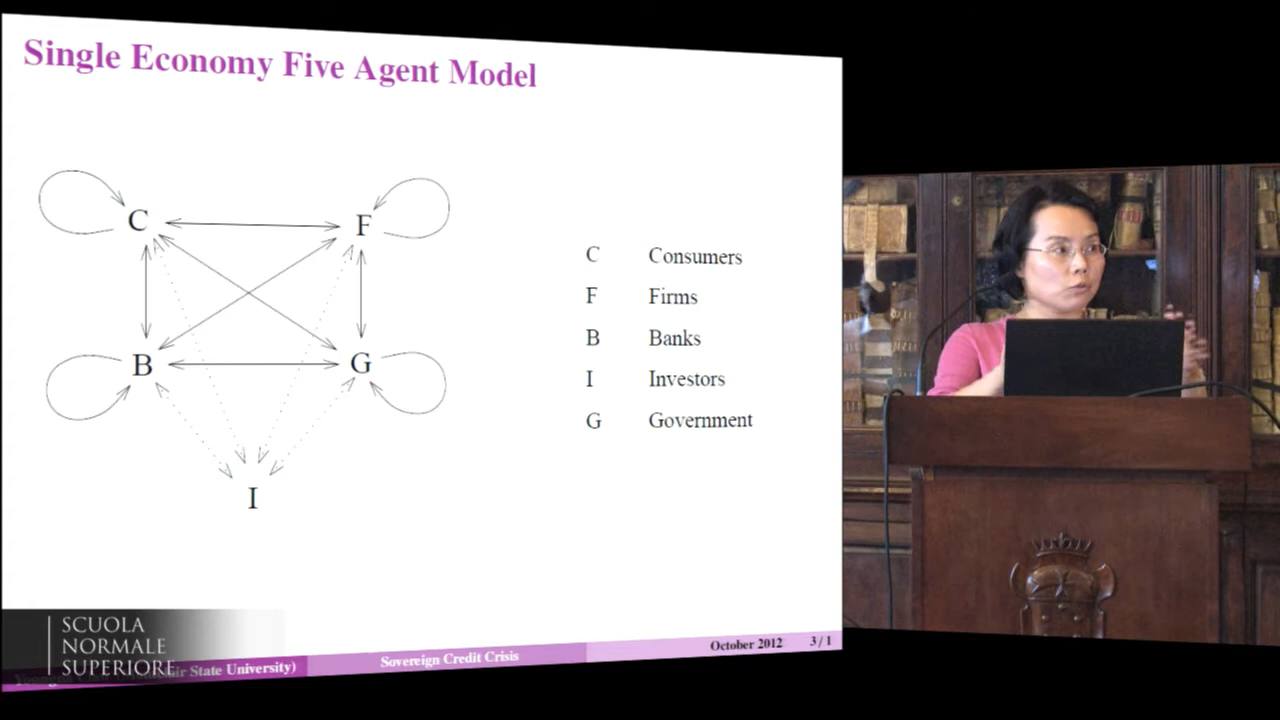 Single Economy Five Agent Model
C F
B G
I
C Consumers
F Firms
B Banks
I Investors
G Government
SCUOLA
NORMALE
SUPERIORE
State University)
Sovereign Credit Crisis
October 2012 3 / 1